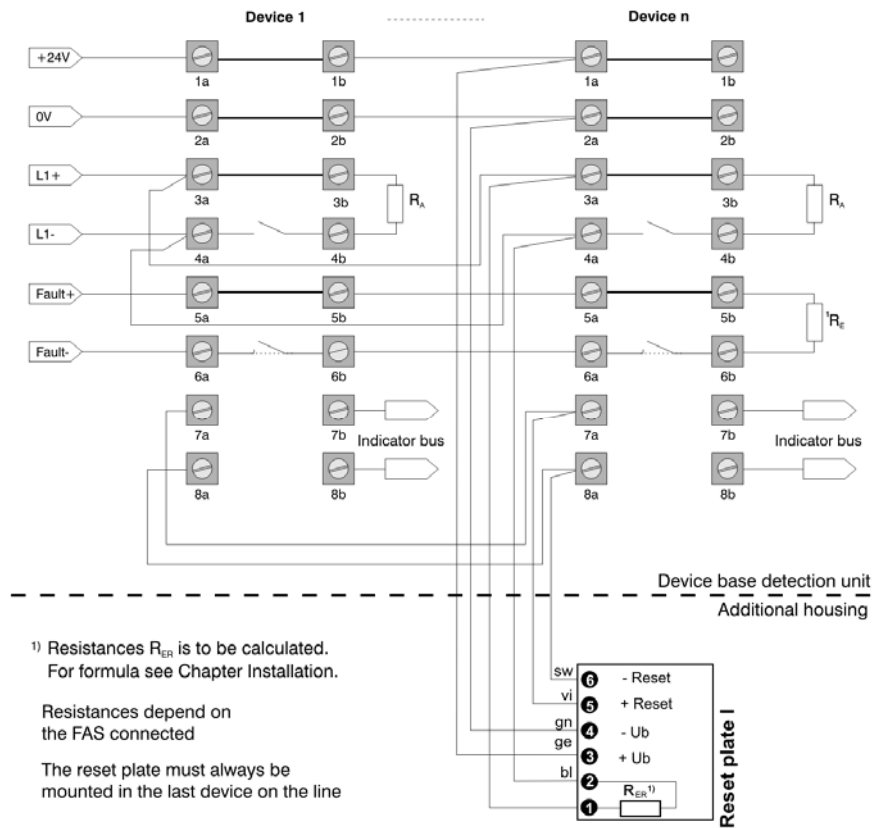 Device 1 Device n
+24V
1a 1b 1a 1b
0V
2a 2b 2a 2b
L1+
3a 3b RA 3a 3b RA
L1-
4a 4b 4a 4b
Fault+
5a 5b 5a 5b ¹RE
Fault-
6a 6b 6a 6b
7a 7b 7a 7b
Indicator bus Indicator bus
8a 8b 8a 8b
Device base detection unit
Additional housing
1) Resistances RER is to be calculated.
For formula see Chapter Installation.
Resistances depend on
the FAS connected
The reset plate must always be
mounted in the last device on the line
sw 6 - Reset
vi 5 + Reset
gn 4 - Ub
ge 3 + Ub
bl 2
RER 1)
1
Reset plate I